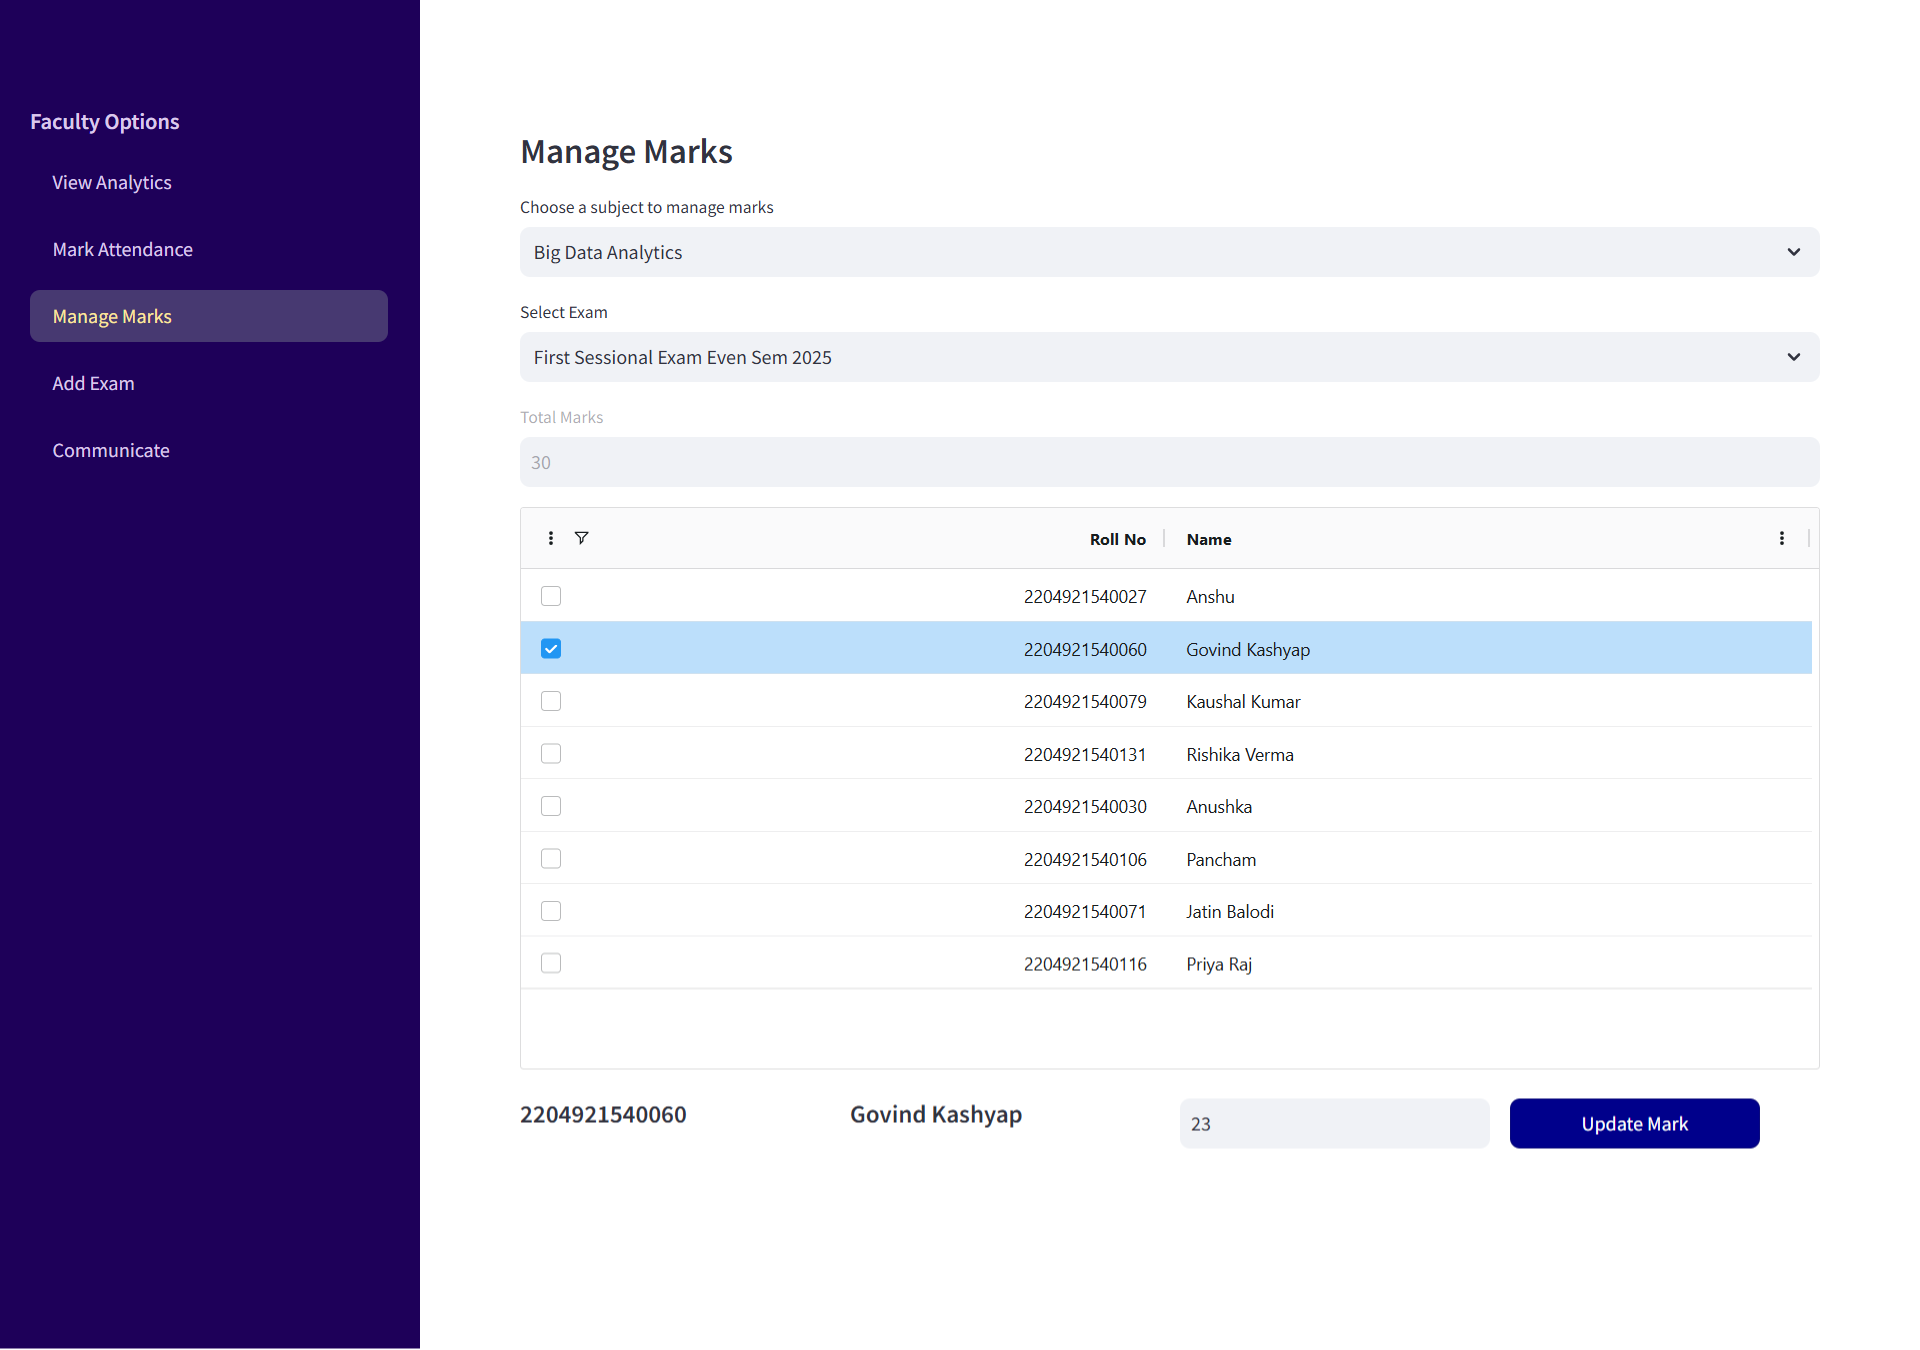 Faculty Options
View Analytics
Mark Attendance
Manage Marks
Add Exam
Communicate
Manage Marks
Choose a subject to manage marks
Big Data Analytics
Select Exam
First Sessional Exam Even Sem 2025
Total Marks
30
Roll No Name
2204921540027 Anshu
2204921540060 Govind Kashyap
2204921540079 Kaushal Kumar
2204921540131 Rishika Verma
2204921540030 Anushka
2204921540106 Pancham
2204921540071 Jatin Balodi
2204921540116 Priya Raj
2204921540060 Govind Kashyap 23 Update Mark